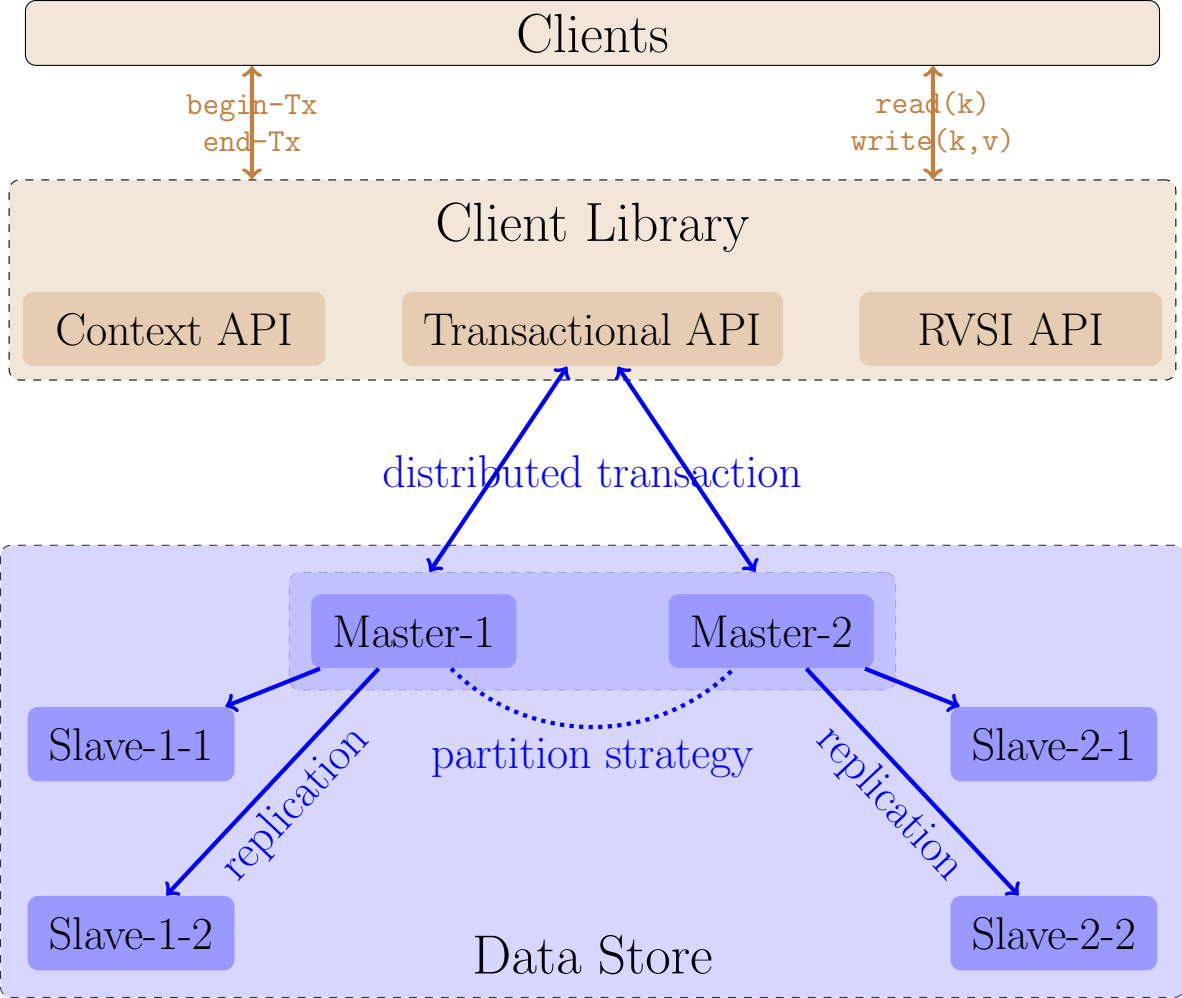 Clients
begin-Tx
end-Tx
read(k)
write(k,v)
Client Library
Context API
Transactional API
RVSI API
distributed transaction
Master-1
Master-2
Slave-1-1
Slave-2-1
partition strategy
replication
replication
Slave-1-2
Slave-2-2
Data Store